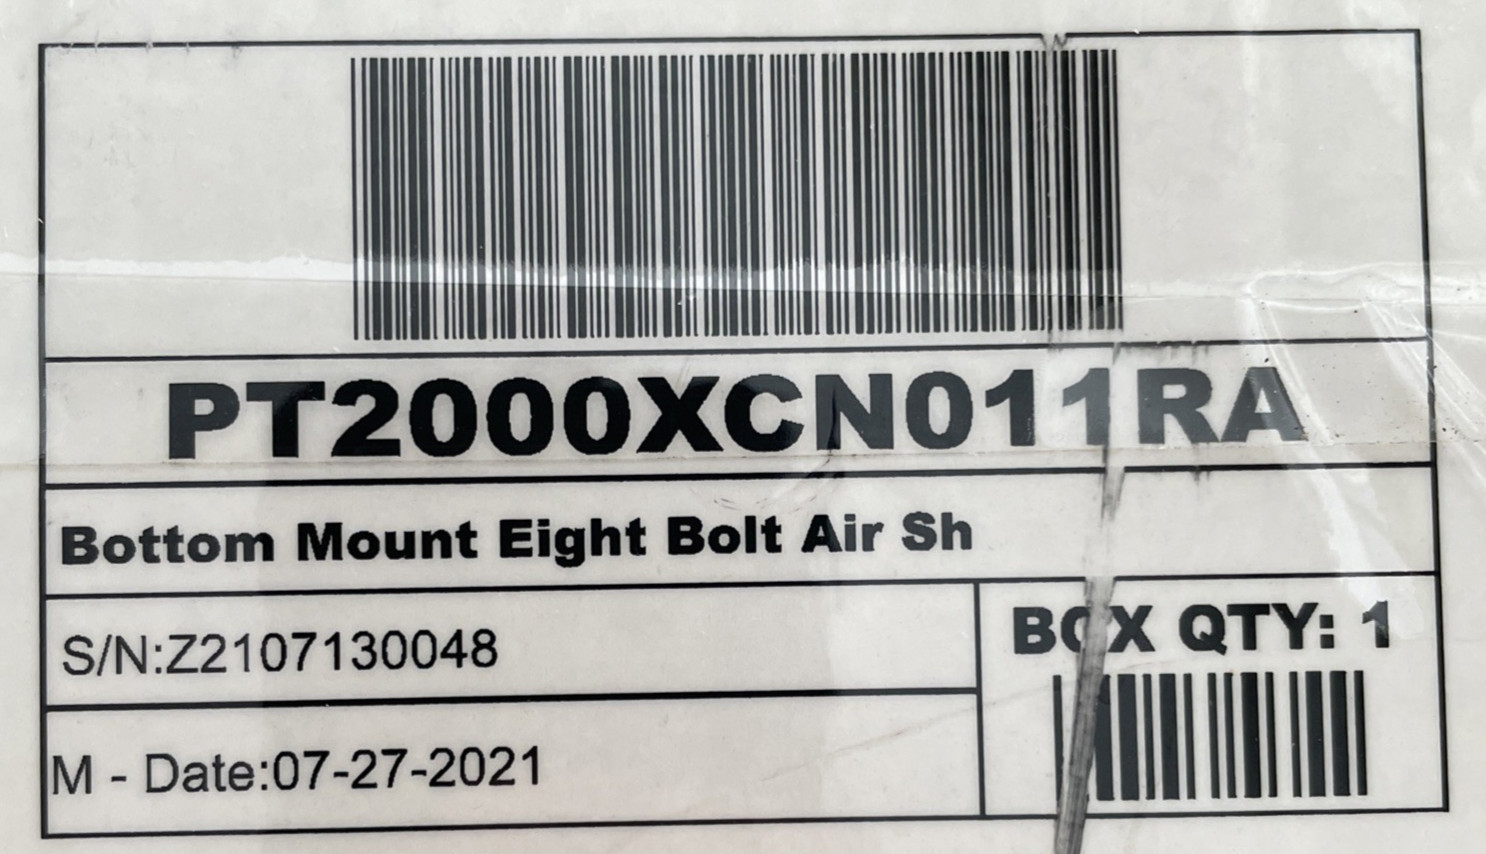 PT2000XCN011RA
Bottom Mount Eight Bolt Air Sh
S/N:Z2107130048
BOX QTY: 1
M - Date:07-27-2021